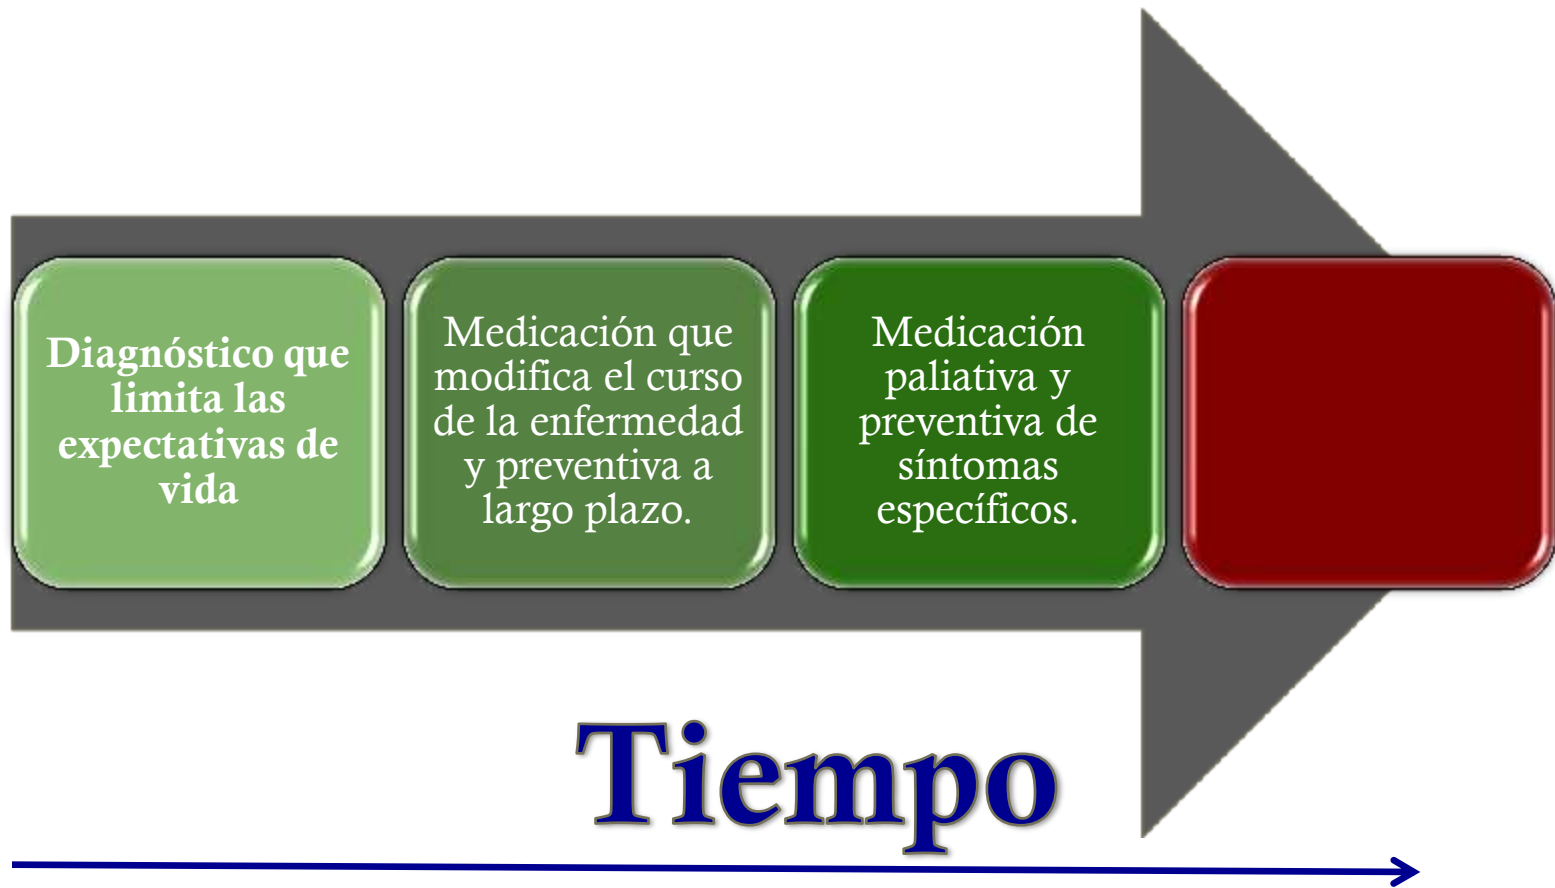 Diagnóstico que
limita las
expectativas de
vida
Medicación que
modifica el curso
de la enfermedad
y preventiva a
largo plazo.
Medicación
paliativa y
preventiva de
síntomas
específicos.
Tiempo